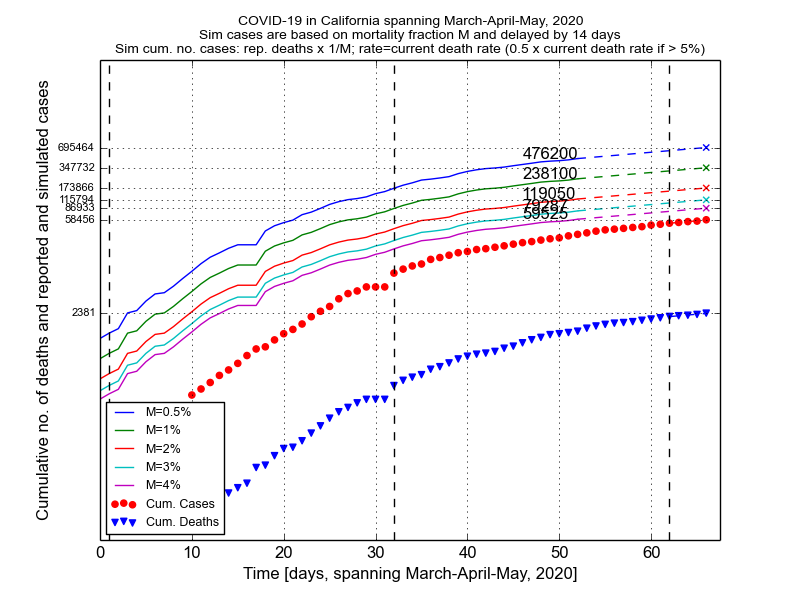 COVID-19 in California spanning March-April-May, 2020
Sim cases are based on mortality fraction M and delayed by 14 days
Sim cum. no. cases: rep. deaths x 1/M; rate=current death rate (0.5 x current death rate if > 5%)
Cumulative no. of deaths and reported and simulated cases
695464
347732
173866
115794
86933
58456
2381
476200
238100
119050
79287
59525
M=0.5%
M=1%
M=2%
M=3%
M=4%
Cum. Cases
Cum. Deaths
0 10 20 30 40 50 60
Time [days, spanning March-April-May, 2020]